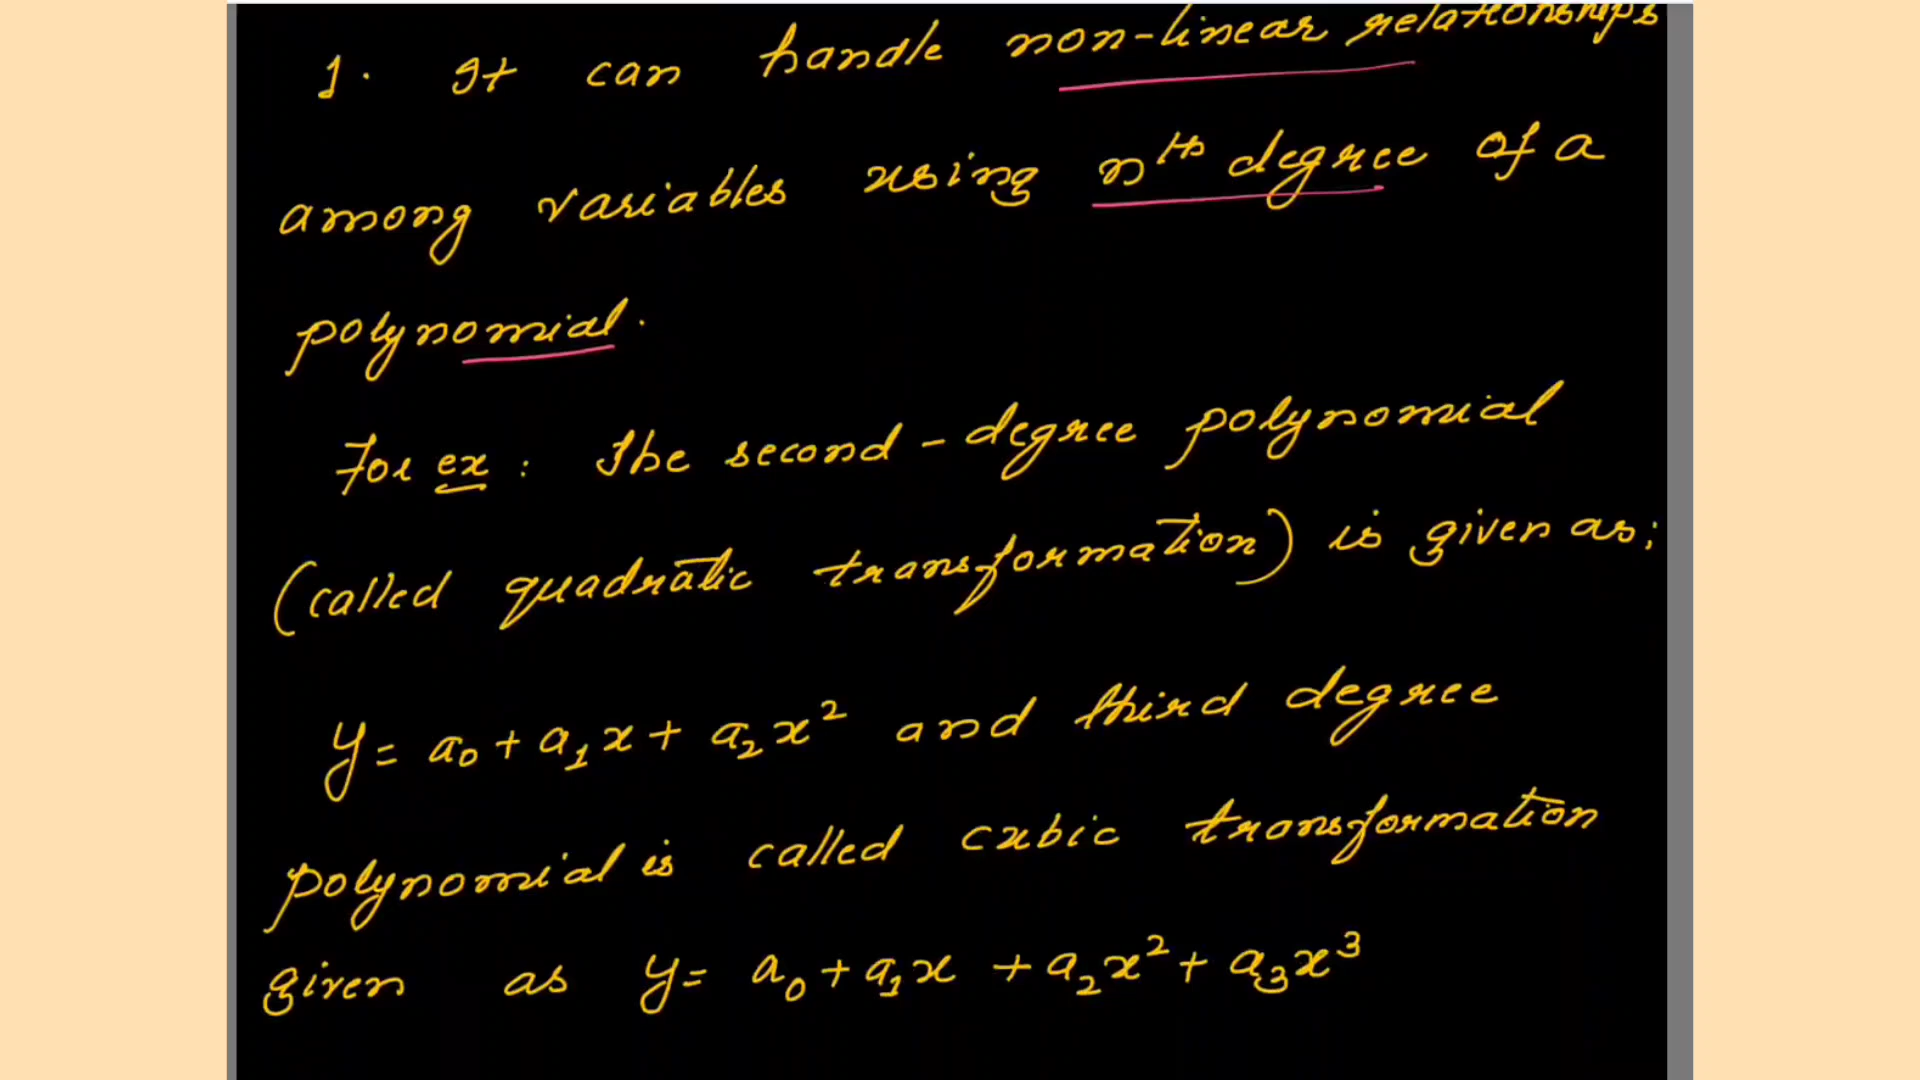 1. It can handle non-linear relationships
among variables using nth degree of a
polynomial.
For ex : The second-degree polynomial
(called quadratic transformation) is given as;
y = a₀ + a₁x + a₂x² and third degree
polynomial is called cubic transformation
given as y = a₀ + a₁x + a₂x² + a₃x³